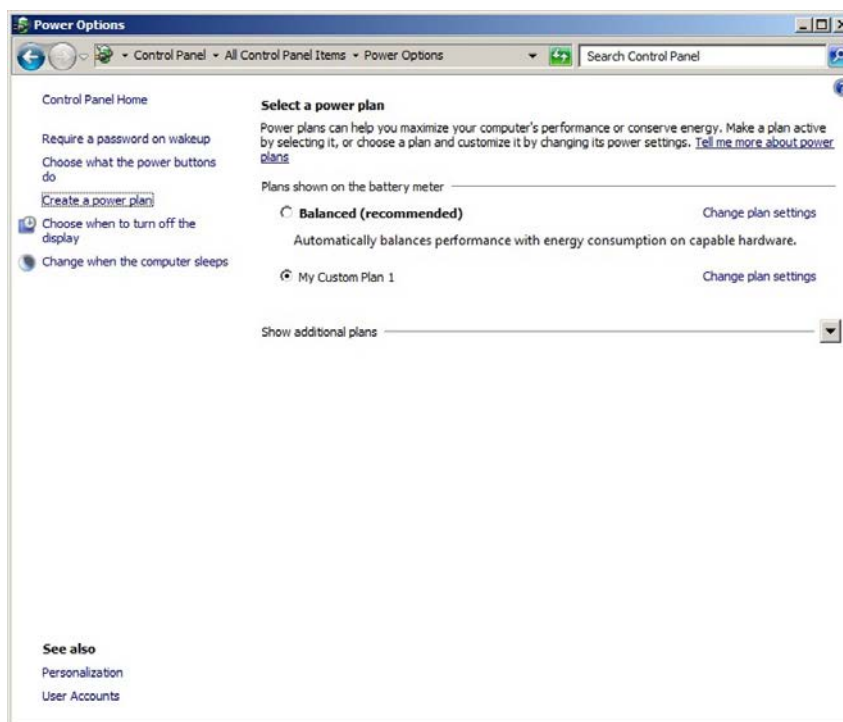 Power Options
Control Panel All Control Panel Items Power Options
Search Control Panel
Control Panel Home
Require a password on wakeup
Choose what the power buttons
do
Create a power plan
Choose when to turn off the
display
Change when the computer sleeps
Select a power plan
Power plans can help you maximize your computer's performance or conserve energy. Make a plan active
by selecting it, or choose a plan and customize it by changing its power settings. Tell me more about power
plans
Plans shown on the battery meter
Balanced (recommended) Change plan settings
Automatically balances performance with energy consumption on capable hardware.
My Custom Plan 1 Change plan settings
Show additional plans
See also
Personalization
User Accounts